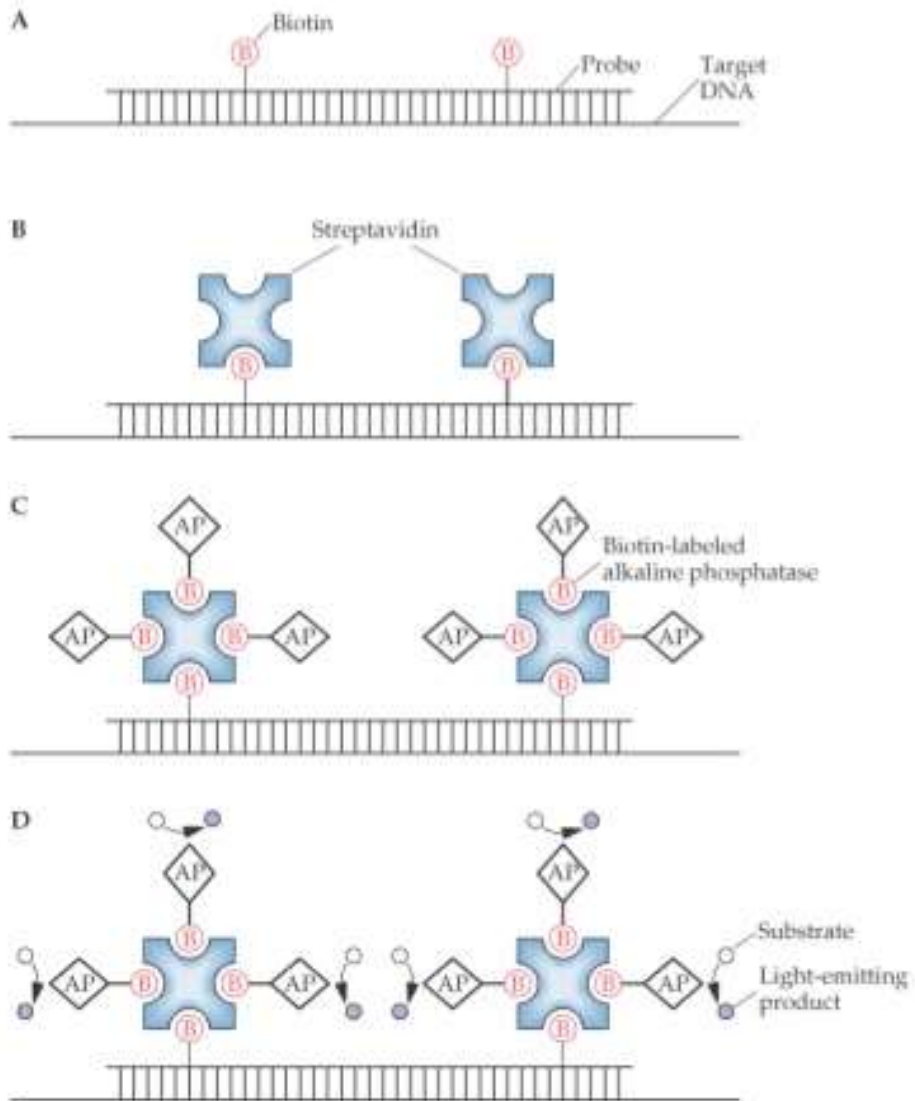 A
Biotin
B
B
Probe
Target
DNA
B
Streptavidin
B
B
C
AP
AP
B
B
Biotin-labeled
alkaline phosphatase
AP
B
B
AP
AP
B
B
AP
B
B
D
AP
AP
B
B
Substrate
AP
B
B
AP
AP
B
B
AP
Light-emitting
product
B
B